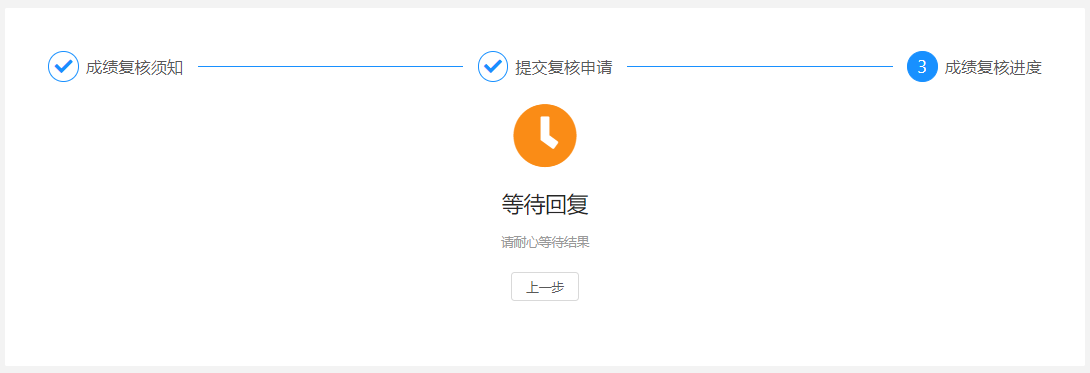 成绩复核须知
提交复核申请
3 成绩复核进度
等待回复
请耐心等待结果
上一步